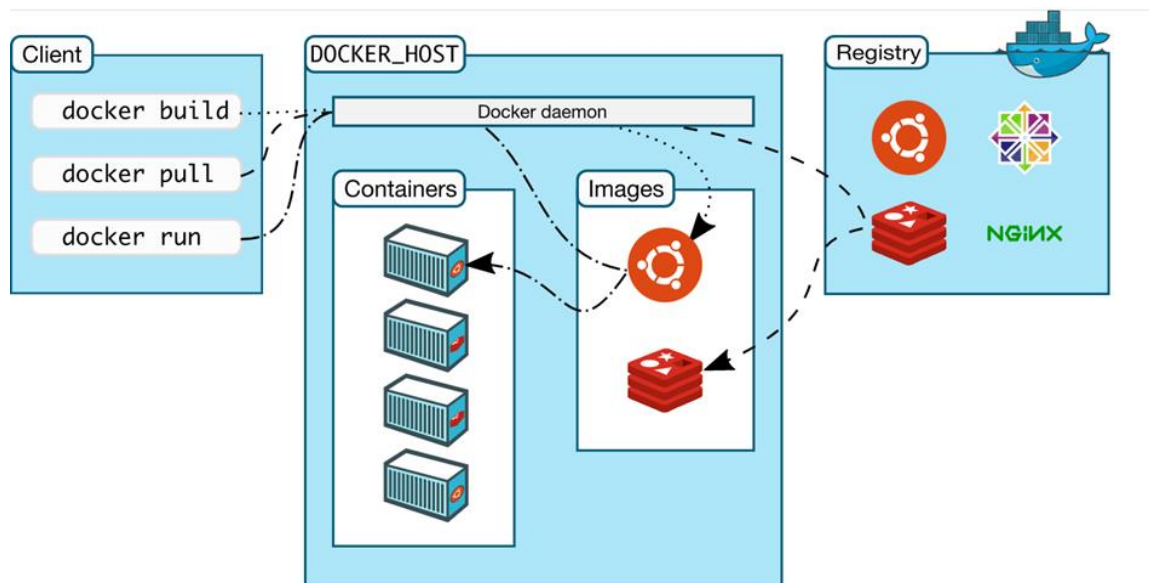 Client
docker build
docker pull
docker run
DOCKER_HOST
Docker daemon
Containers
Images
Registry
NGiNX